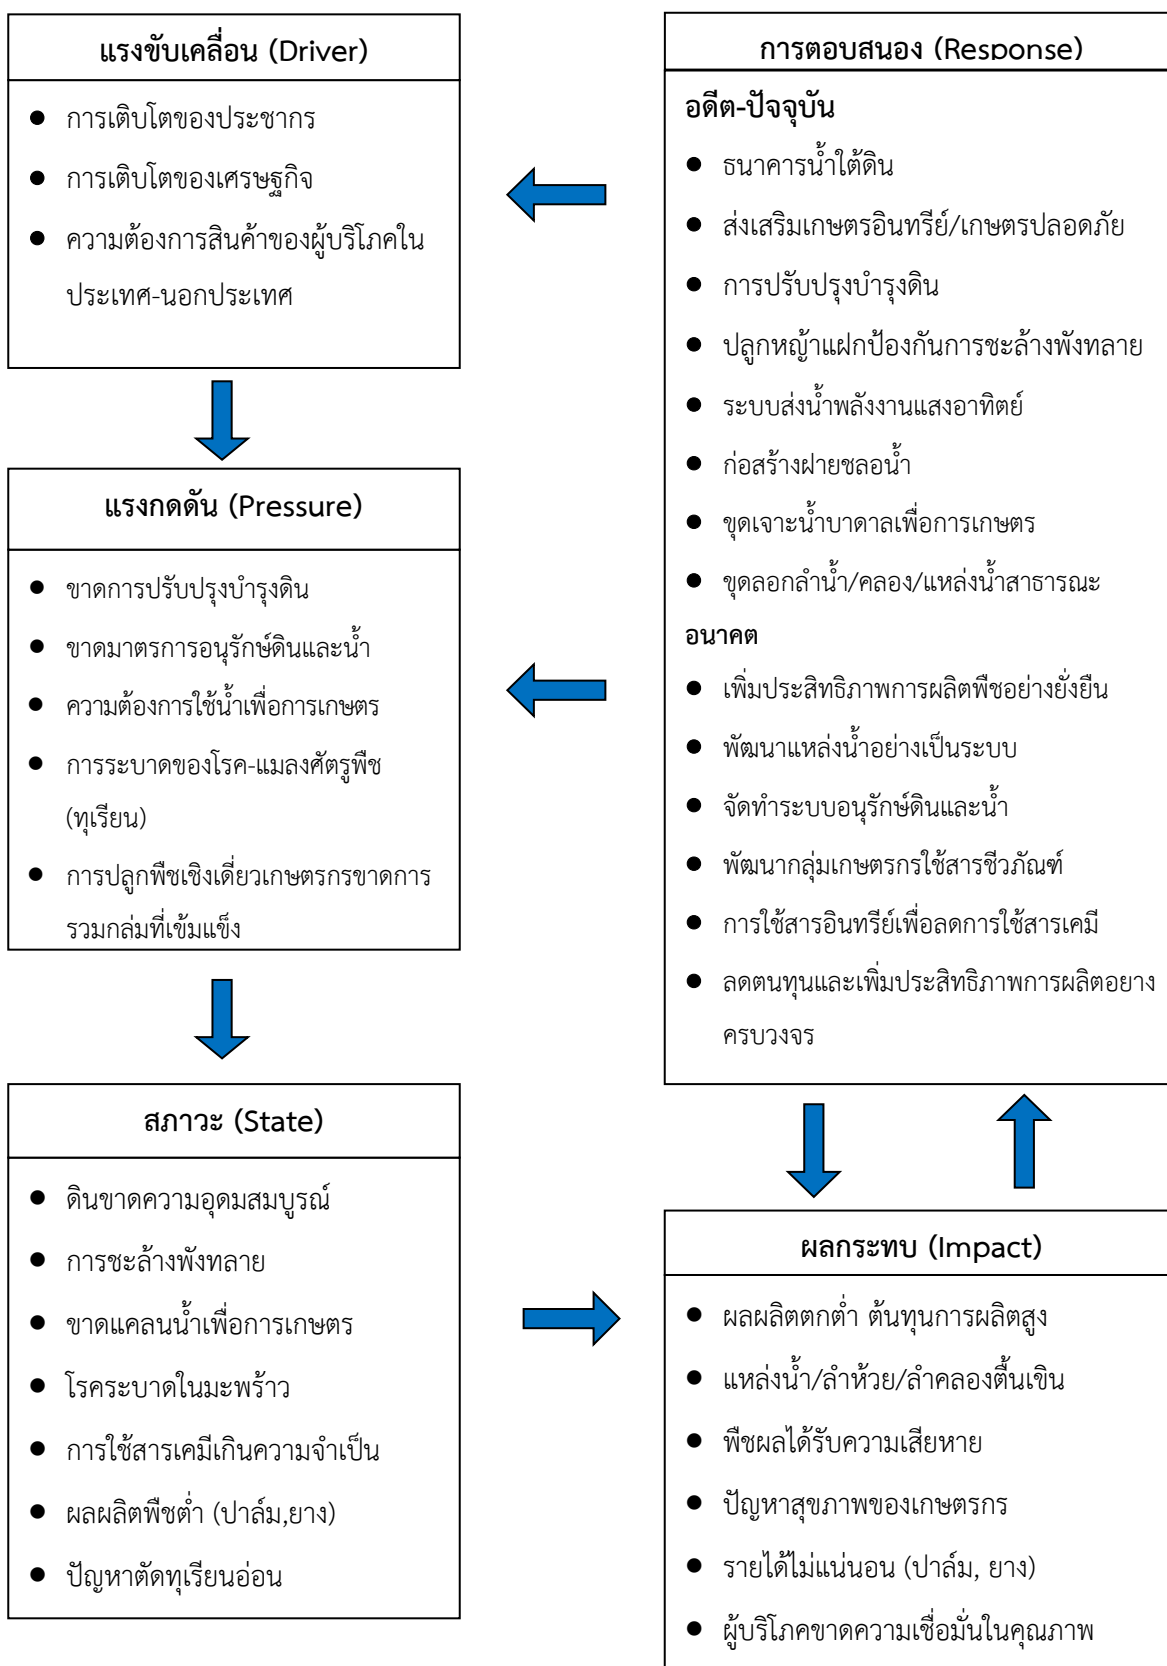 แรงขับเคลื่อน (Driver)
● การเติบโตของประชากร
● การเติบโตของเศรษฐกิจ
● ความต้องการสินค้าของผู้บริโภคใน
ประเทศ-นอกประเทศ
แรงกดดัน (Pressure)
● ขาดการปรับปรุงบำรุงดิน
● ขาดมาตรการอนุรักษ์ดินและน้ำ
● ความต้องการใช้น้ำเพื่อการเกษตร
● การระบาดของโรค-แมลงศัตรูพืช
(ทุเรียน)
● การปลูกพืชเชิงเดี่ยวเกษตรกรขาดการ
รวมกลุ่มที่เข้มแข็ง
สภาวะ (State)
● ดินขาดความอุดมสมบูรณ์
● การชะล้างพังทลาย
● ขาดแคลนน้ำเพื่อการเกษตร
● โรคระบาดในมะพร้าว
● การใช้สารเคมีเกินความจำเป็น
● ผลผลิตพืชต่ำ (ปาล์ม,ยาง)
● ปัญหาตัดทุเรียนอ่อน
การตอบสนอง (Response)
อดีต-ปัจจุบัน
● ธนาคารน้ำใต้ดิน
● ส่งเสริมเกษตรอินทรีย์/เกษตรปลอดภัย
● การปรับปรุงบำรุงดิน
● ปลูกหญ้าแฝกป้องกันการชะล้างพังทลาย
● ระบบส่งน้ำพลังงานแสงอาทิตย์
● ก่อสร้างฝายชลอน้ำ
● ขุดเจาะน้ำบาดาลเพื่อการเกษตร
● ขุดลอกลำน้ำ/คลอง/แหล่งน้ำสาธารณะ
อนาคต
● เพิ่มประสิทธิภาพการผลิตพืชอย่างยั่งยืน
● พัฒนาแหล่งน้ำอย่างเป็นระบบ
● จัดทำระบบอนุรักษ์ดินและน้ำ
● พัฒนากลุ่มเกษตรกรใช้สารชีวภัณฑ์
● การใช้สารอินทรีย์เพื่อลดการใช้สารเคมี
● ลดตนทุนและเพิ่มประสิทธิภาพการผลิตอยาง
ครบวงจร
ผลกระทบ (Impact)
● ผลผลิตตกต่ำ ต้นทุนการผลิตสูง
● แหล่งน้ำ/ลำห้วย/ลำคลองตื้นเขิน
● พืชผลได้รับความเสียหาย
● ปัญหาสุขภาพของเกษตรกร
● รายได้ไม่แน่นอน (ปาล์ม, ยาง)
● ผู้บริโภคขาดความเชื่อมั่นในคุณภาพ